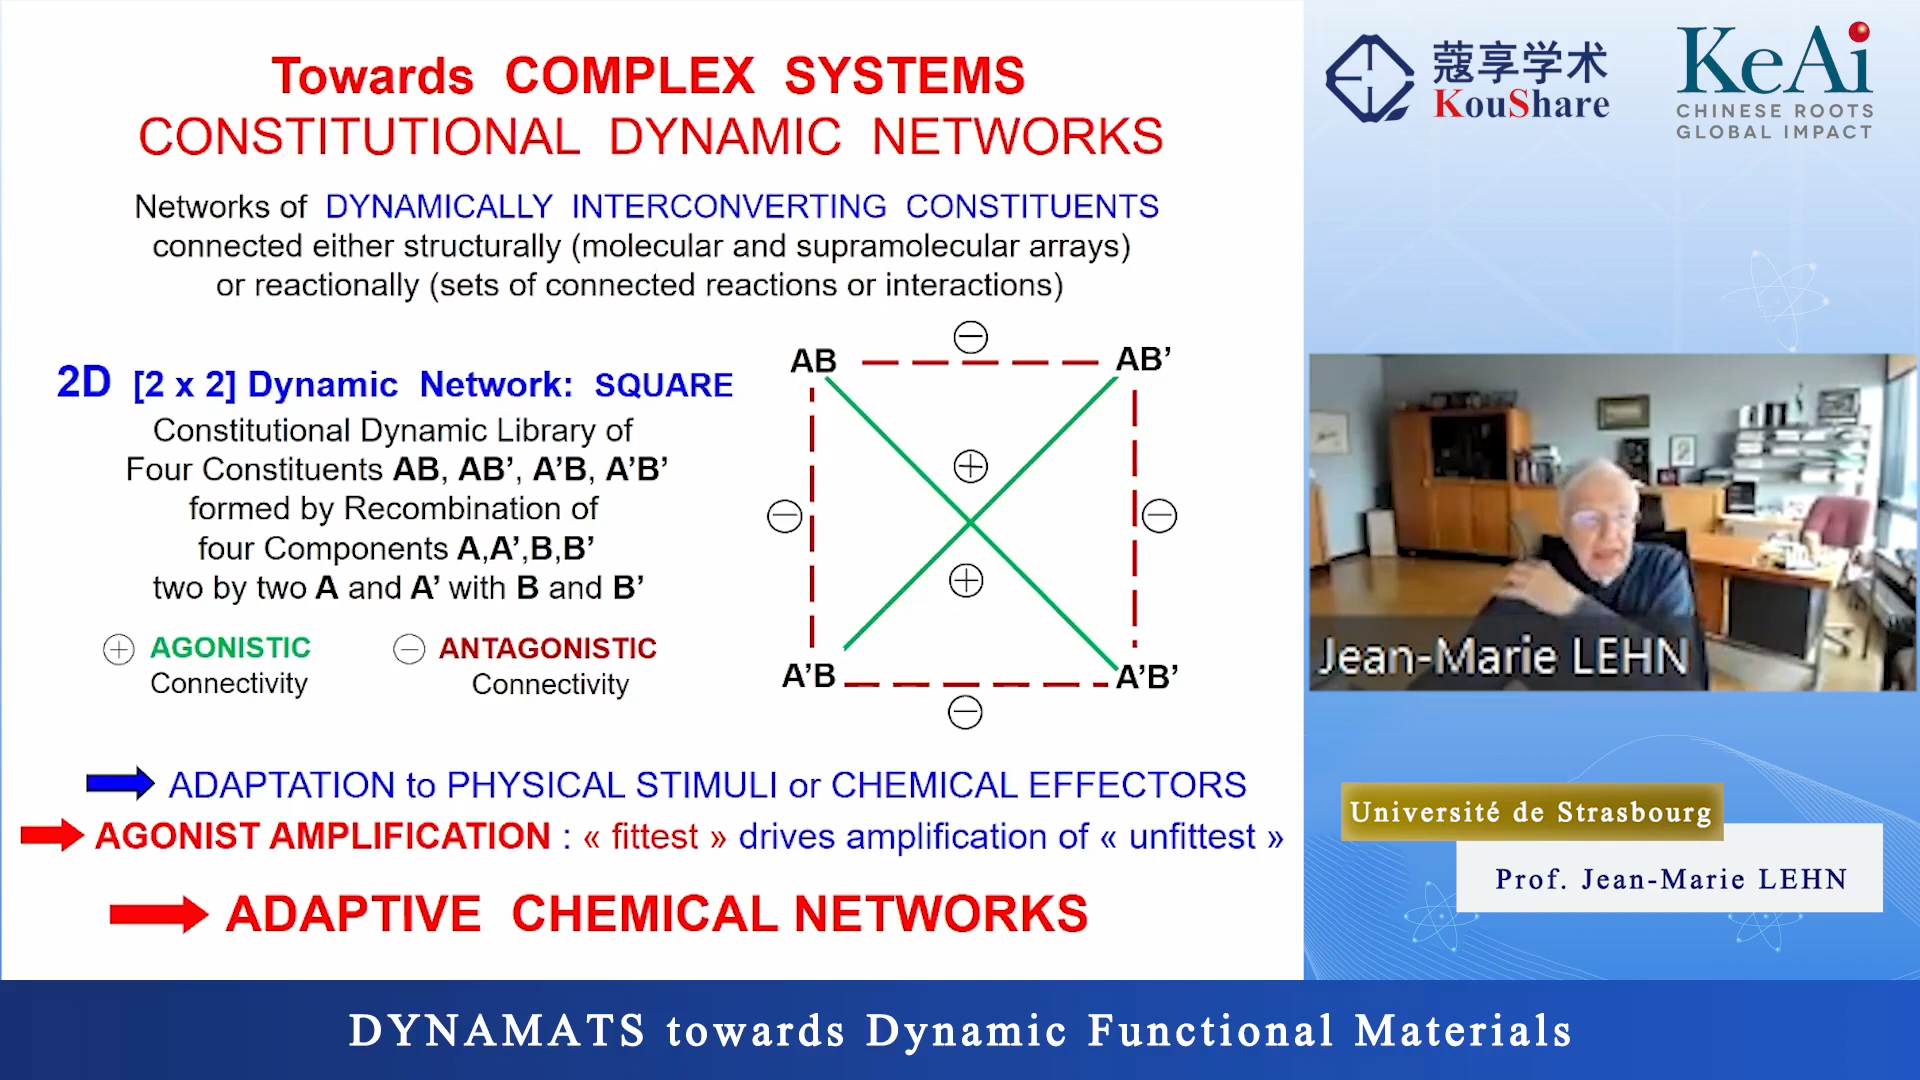 Towards COMPLEX SYSTEMS
CONSTITUTIONAL DYNAMIC NETWORKS
Networks of DYNAMICALLY INTERCONVERTING CONSTITUENTS
connected either structurally (molecular and supramolecular arrays)
or reactionally (sets of connected reactions or interactions)
2D [2 x 2] Dynamic Network: SQUARE
Constitutional Dynamic Library of
Four Constituents AB, AB’, A’B, A’B’
formed by Recombination of
four Components A,A’,B,B’
two by two A and A’ with B and B’
+ AGONISTIC
Connectivity
− ANTAGONISTIC
Connectivity
−
AB
AB’
+
−
−
+
A’B
A’B’
−
ADAPTATION to PHYSICAL STIMULI or CHEMICAL EFFECTORS
AGONIST AMPLIFICATION : « fittest » drives amplification of « unfittest »
ADAPTIVE CHEMICAL NETWORKS
蔻享学术
KouShare
KeAi
CHINESE ROOTS
GLOBAL IMPACT
Jean-Marie LEHN
Université de Strasbourg
Prof. Jean-Marie LEHN
DYNAMATS towards Dynamic Functional Materials